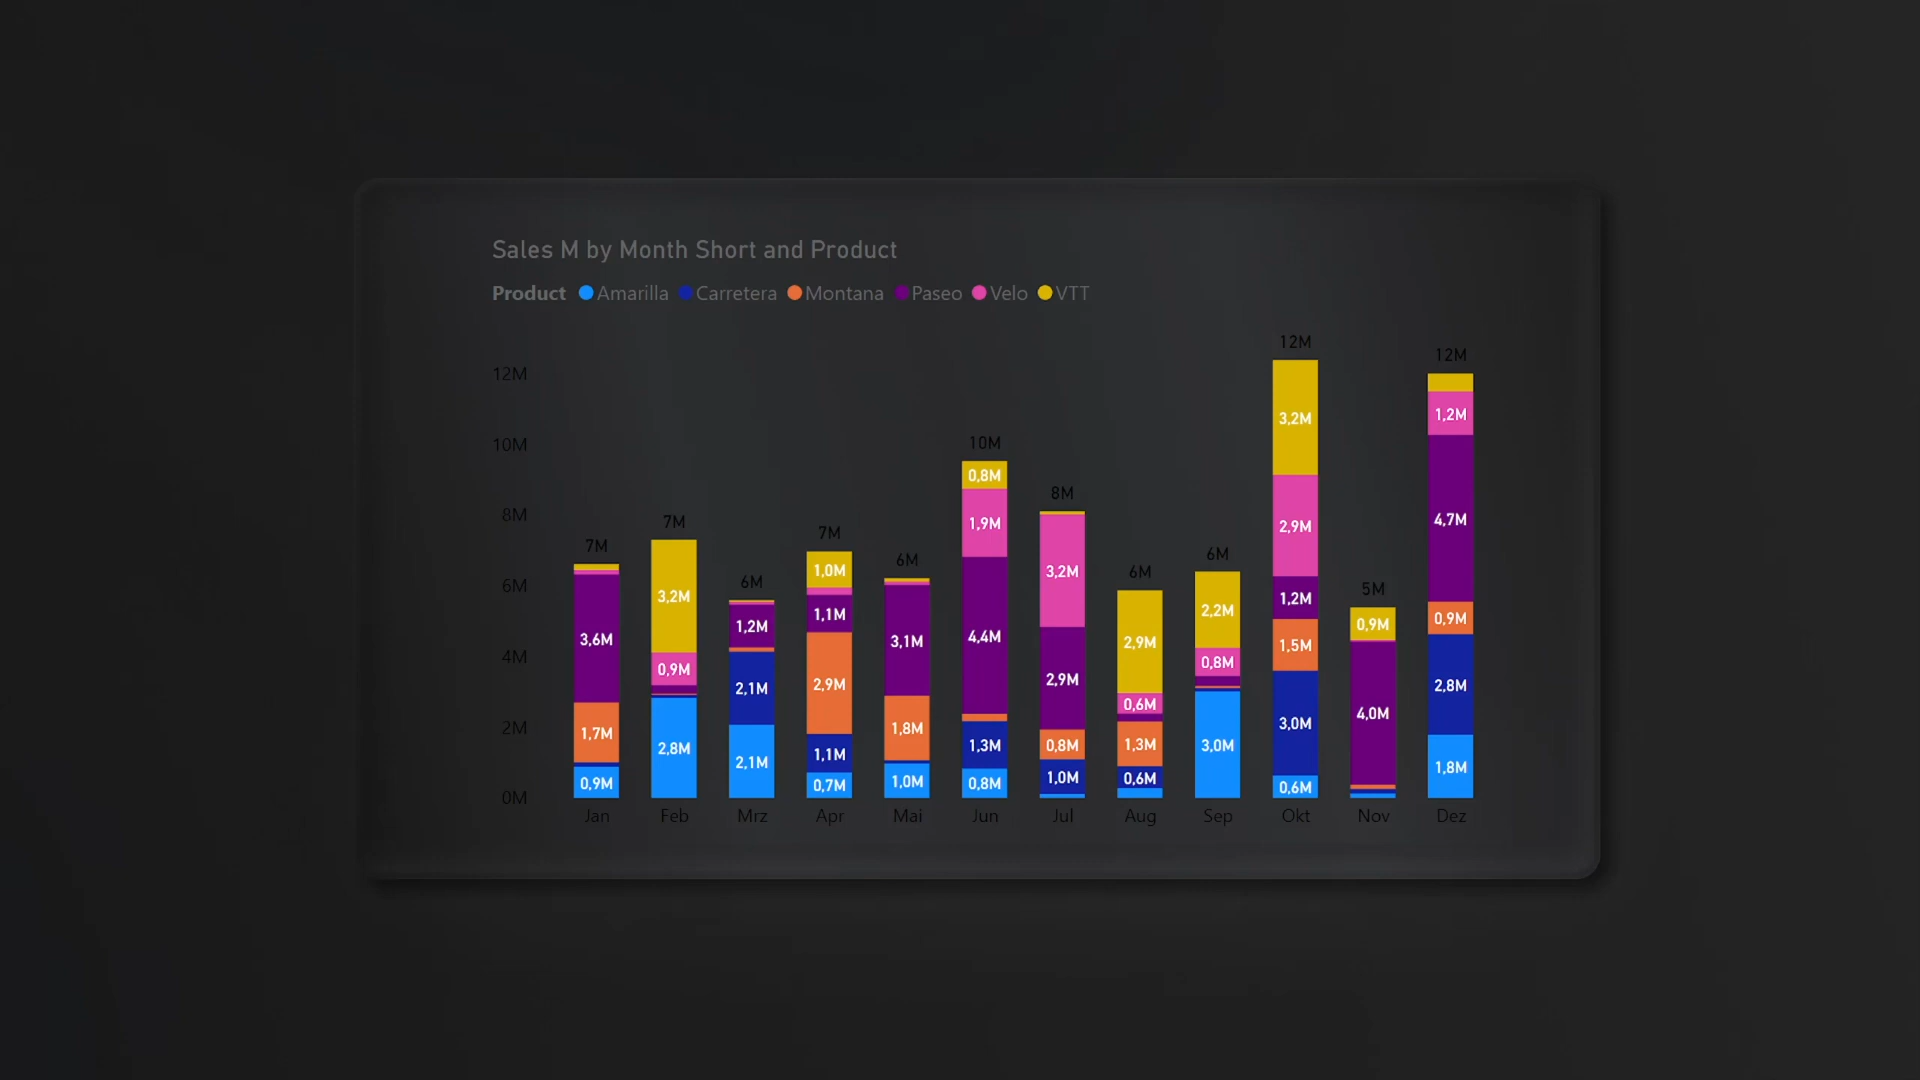 Sales M by Month Short and Product
Product Amarilla Carretera Montana Paseo Velo VTT
12M 12M
12M
10M 10M
8M 8M
7M 7M 7M
6M 6M 6M 6M 6M
5M
4M
2M
0M
3,6M 1,7M 0,9M
3,2M 0,9M 2,8M
1,2M 2,1M 2,1M
1,0M 1,1M 2,9M 1,1M 0,7M
3,1M 1,8M 1,0M
0,8M 1,9M 4,4M 1,3M 0,8M
3,2M 2,9M 0,8M 1,0M
2,9M 0,6M 1,3M 0,6M
2,2M 0,8M 3,0M
3,2M 2,9M 1,2M 1,5M 3,0M 0,6M
0,9M 4,0M
1,2M 4,7M 0,9M 2,8M 1,8M
Jan Feb Mrz Apr Mai Jun Jul Aug Sep Okt Nov Dez